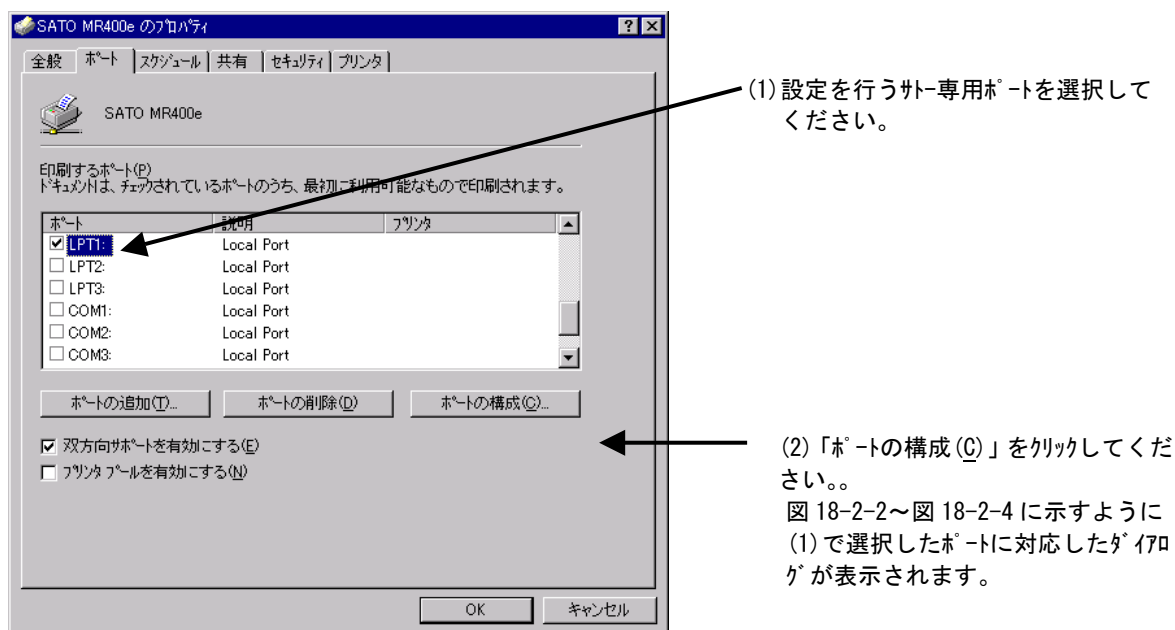 SATO MR400e のﾌﾟﾛﾊﾟﾃｨ
全般 ﾎﾟｰﾄ ｽｹｼﾞｭｰﾙ 共有 ｾｷｭﾘﾃｨ ﾌﾟﾘﾝﾀ
SATO MR400e
印刷するﾎﾟｰﾄ(P)
ﾄﾞｷｭﾒﾝﾄは、ﾁｪｯｸされているﾎﾟｰﾄのうち、最初に利用可能なもので印刷されます。
ﾎﾟｰﾄ 説明 ﾌﾟﾘﾝﾀ
LPT1: Local Port
LPT2: Local Port
LPT3: Local Port
COM1: Local Port
COM2: Local Port
COM3: Local Port
ﾎﾟｰﾄの追加(T)... ﾎﾟｰﾄの削除(D) ﾎﾟｰﾄの構成(C)...
双方向ｻﾎﾟｰﾄを有効にする(E)
ﾌﾟﾘﾝﾀ ﾌﾟｰﾙを有効にする(N)
OK ｷｬﾝｾﾙ
(1)設定を行うｻﾄｰ専用ﾎﾟｰﾄを選択して
ください。
(2)「ﾎﾟｰﾄの構成(C)」をｸﾘｯｸしてくだ
さい。。
図 18-2-2～図 18-2-4 に示すように
(1)で選択したﾎﾟｰﾄに対応したﾀﾞｲｱﾛ
ｸﾞが表示されます。